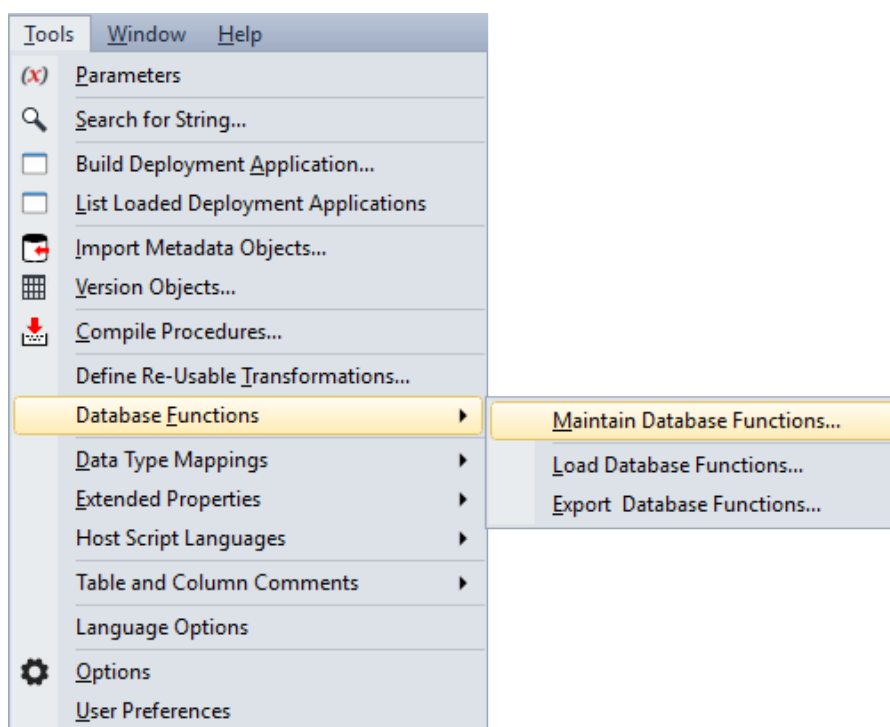 Tools Window Help
(x) Parameters
Search for String...
Build Deployment Application...
List Loaded Deployment Applications
Import Metadata Objects...
Version Objects...
Compile Procedures...
Define Re-Usable Transformations...
Database Functions
Maintain Database Functions...
Load Database Functions...
Export Database Functions...
Data Type Mappings
Extended Properties
Host Script Languages
Table and Column Comments
Language Options
Options
User Preferences